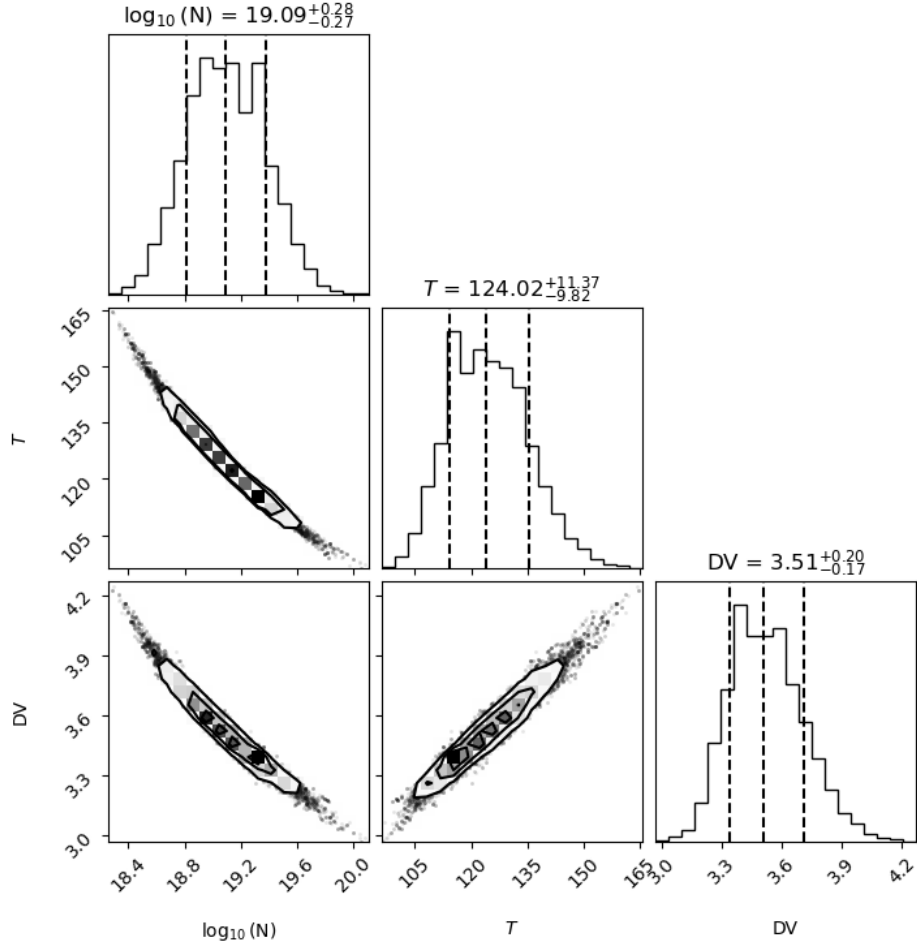 log₁₀ (N) = 19.09⁺⁰·²⁸₋₀.₂₇
T = 124.02⁺¹¹·³⁷₋₉.₈₂
DV = 3.51⁺⁰·²⁰₋₀.₁₇
165
150
135
120
105
T
4.2
3.9
3.6
3.3
3.0
DV
18.4 18.8 19.2 19.6 20.0
105 120 135 150 165
3.0 3.3 3.6 3.9 4.2
log₁₀ (N)
T
DV